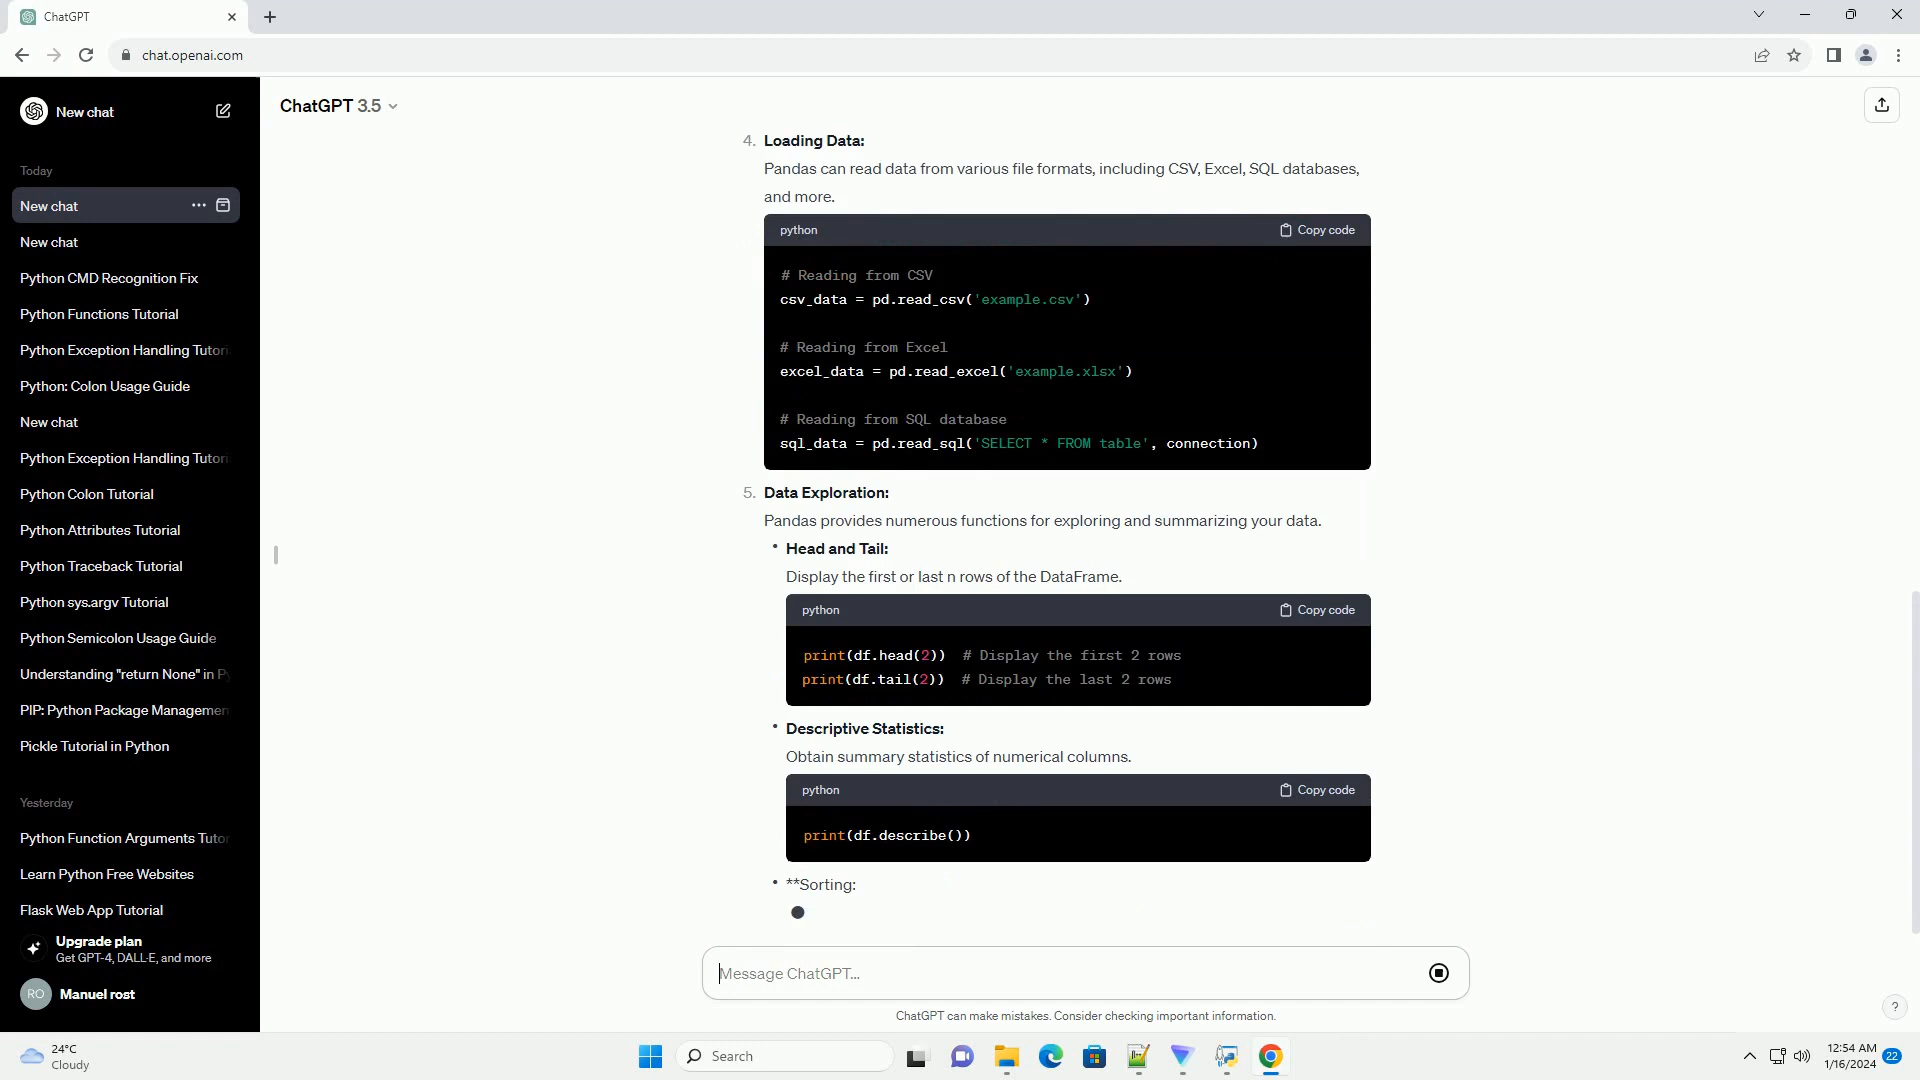 ChatGPT
chat.openai.com
New chat
Today
New chat
New chat
Python CMD Recognition Fix
Python Functions Tutorial
Python Exception Handling Tutori
Python: Colon Usage Guide
New chat
Python Exception Handling Tutori
Python Colon Tutorial
Python Attributes Tutorial
Python Traceback Tutorial
Python sys.argv Tutorial
Python Semicolon Usage Guide
Understanding "return None" in Py
PIP: Python Package Managemen
Pickle Tutorial in Python
Yesterday
Python Function Arguments Tutor
Learn Python Free Websites
Flask Web App Tutorial
Upgrade plan
Get GPT-4, DALL·E, and more
RO Manuel rost
ChatGPT 3.5
4. Loading Data:
Pandas can read data from various file formats, including CSV, Excel, SQL databases,
and more.
python Copy code
# Reading from CSV
csv_data = pd.read_csv('example.csv')
# Reading from Excel
excel_data = pd.read_excel('example.xlsx')
# Reading from SQL database
sql_data = pd.read_sql('SELECT * FROM table', connection)
5. Data Exploration:
Pandas provides numerous functions for exploring and summarizing your data.
• Head and Tail:
Display the first or last n rows of the DataFrame.
python Copy code
print(df.head(2)) # Display the first 2 rows
print(df.tail(2)) # Display the last 2 rows
• Descriptive Statistics:
Obtain summary statistics of numerical columns.
python Copy code
print(df.describe())
• **Sorting:
Message ChatGPT...
ChatGPT can make mistakes. Consider checking important information.
?
24°C
Cloudy
Search
12:54 AM
1/16/2024
22